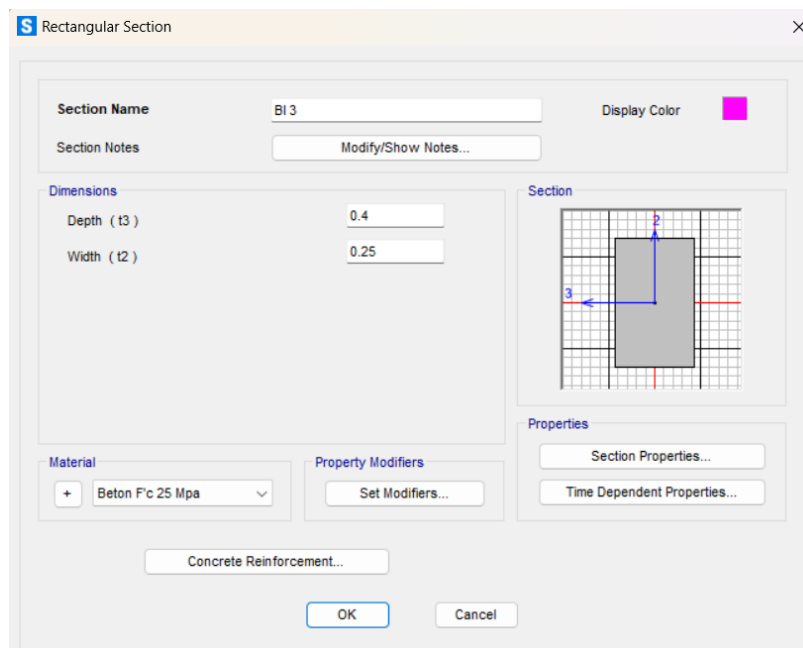 S Rectangular Section
Section Name BI 3 Display Color
Section Notes Modify/Show Notes...
Dimensions Section
Depth ( t3 ) 0.4
Width ( t2 ) 0.25
2
3
Properties
Material Property Modifiers Section Properties...
+ Beton F'c 25 Mpa Set Modifiers... Time Dependent Properties...
Concrete Reinforcement...
OK Cancel